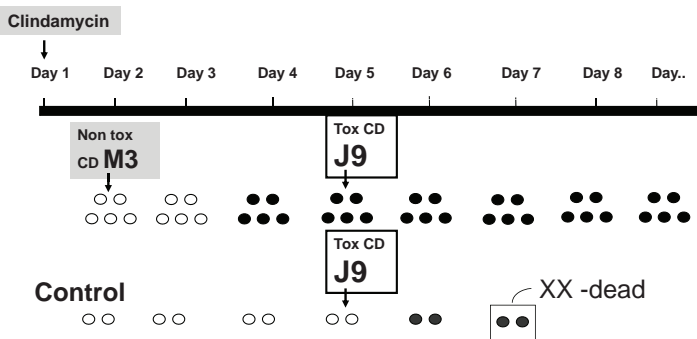 Clindamycin
Day 1 Day 2 Day 3 Day 4 Day 5 Day 6 Day 7 Day 8 Day..
Non tox
CD M3
Tox CD
J9
Tox CD
J9
Control
XX -dead